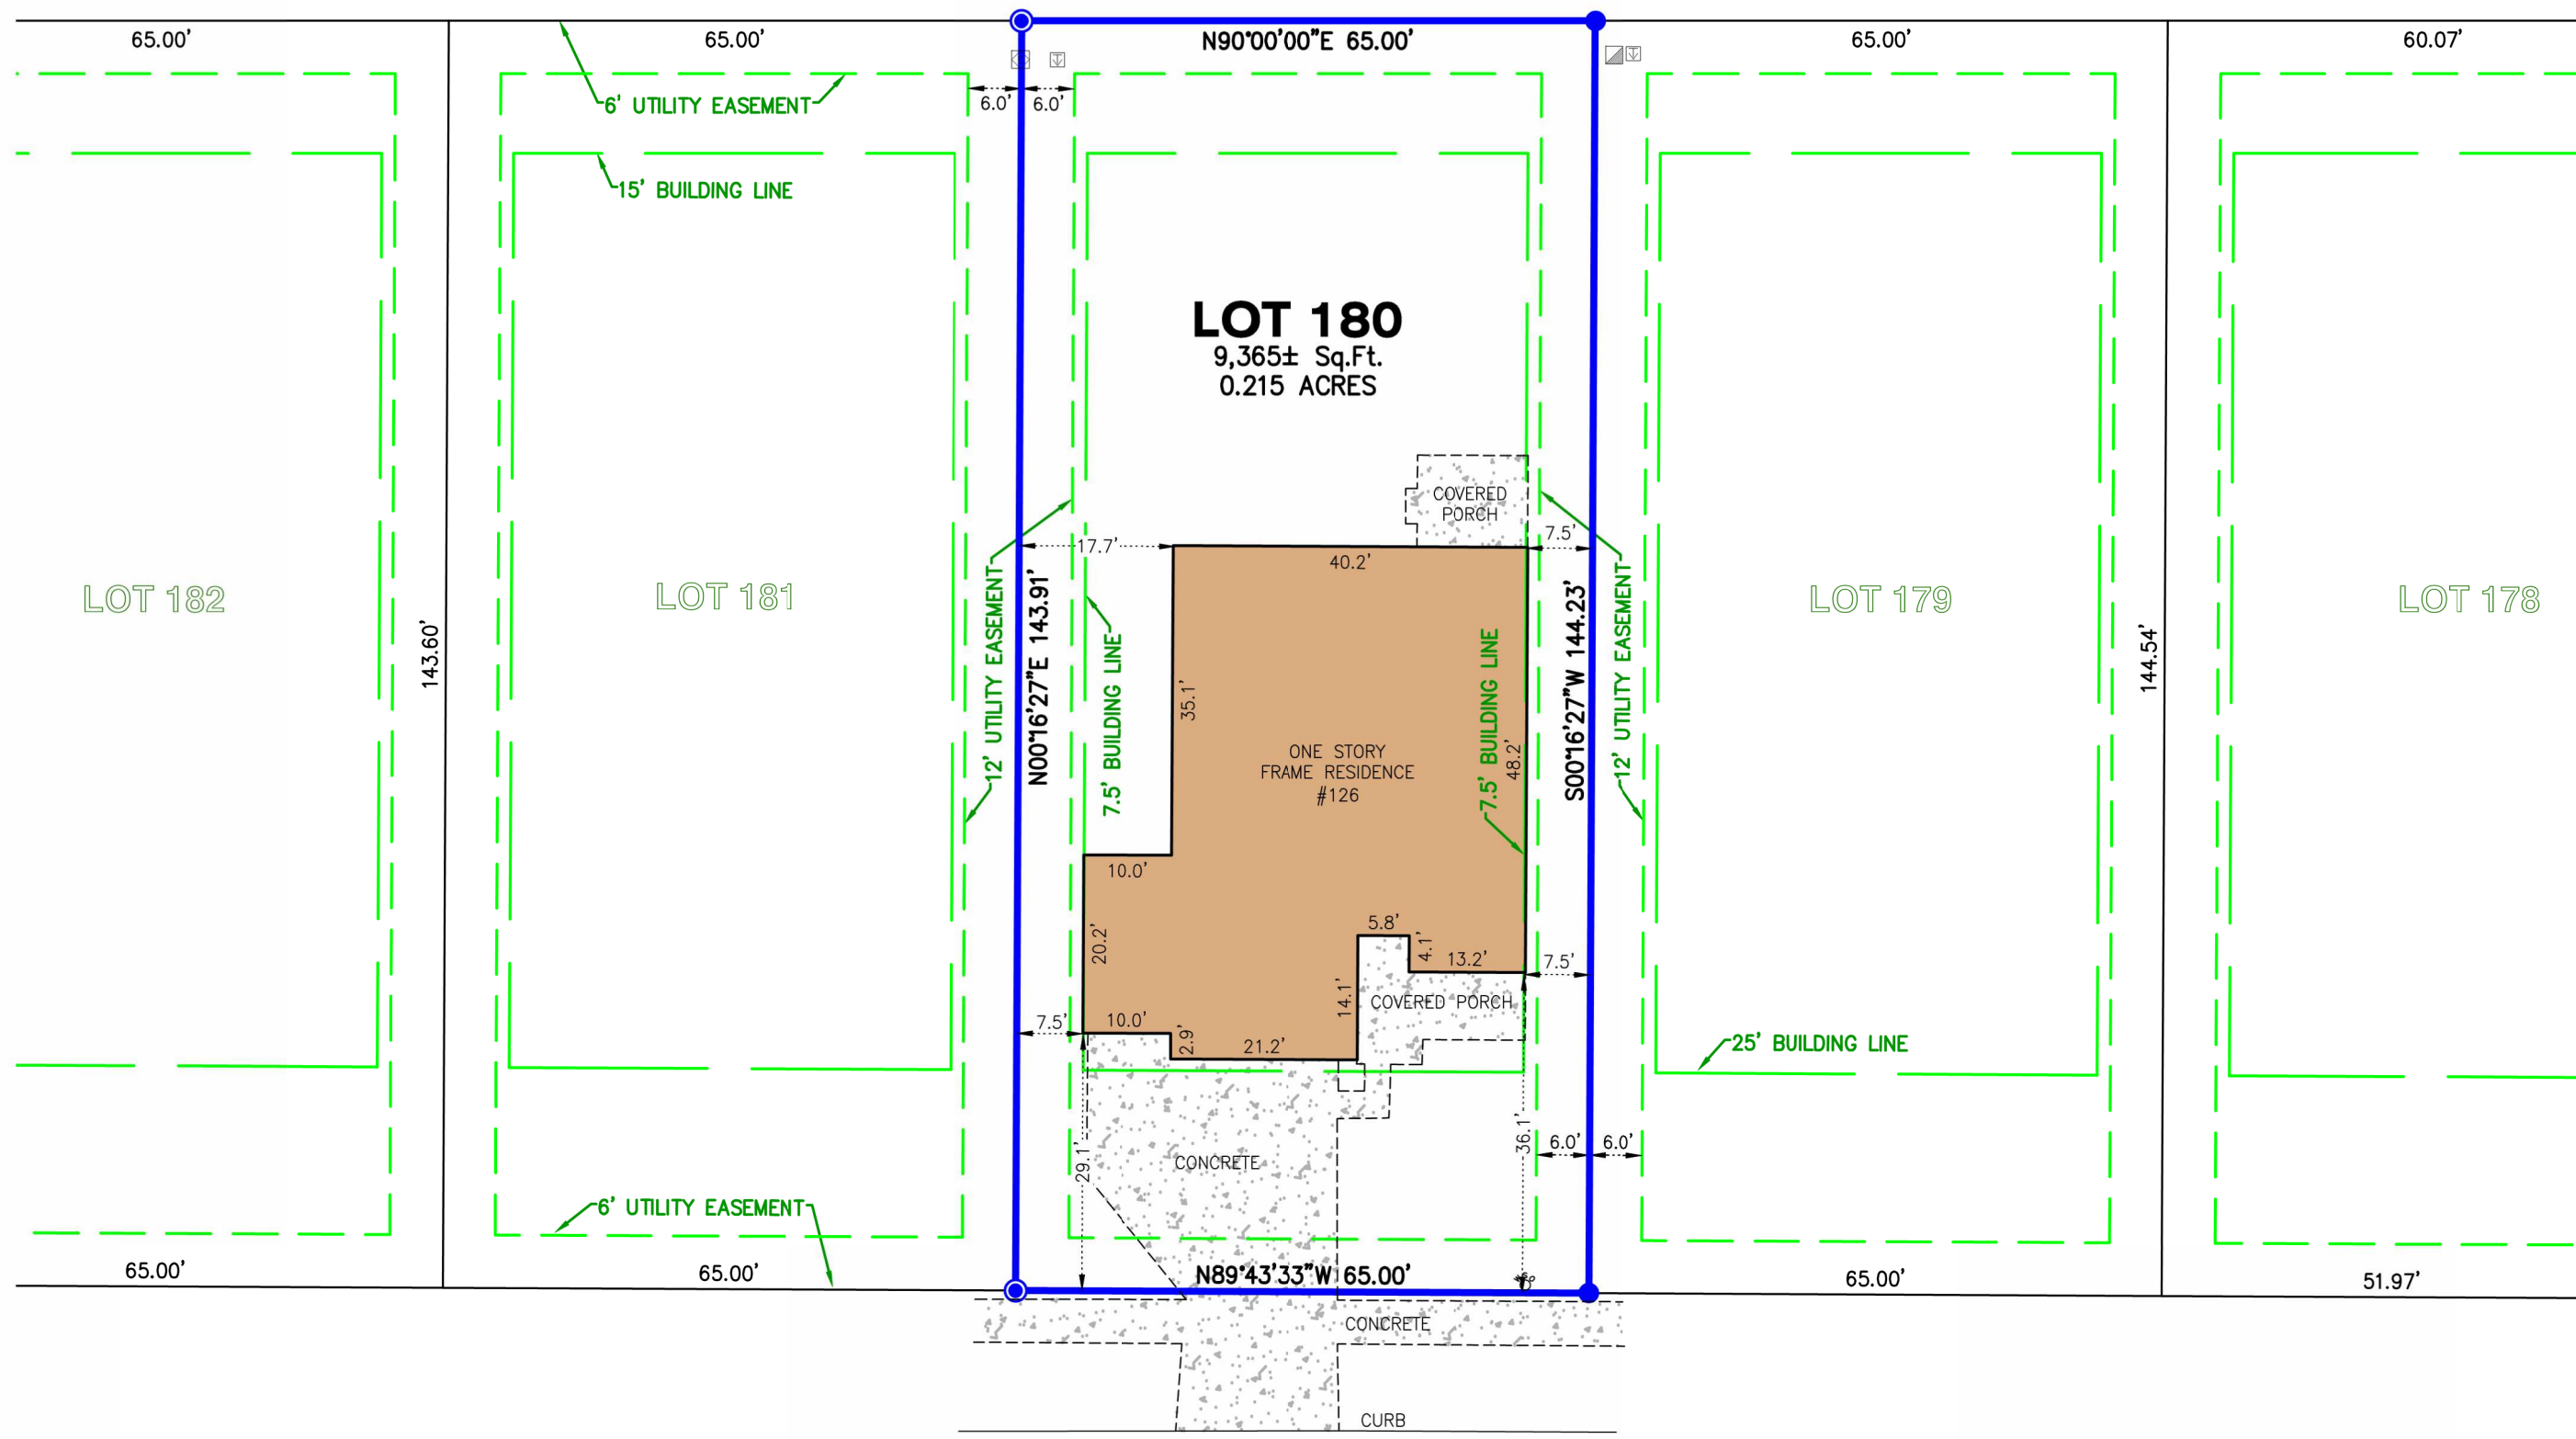 65.00'
65.00'
N90°00'00"E 65.00'
65.00'
60.07'
6' UTILITY EASEMENT
6.0'
6.0'
15' BUILDING LINE
LOT 180
9,365± Sq.Ft.
0.215 ACRES
COVERED
PORCH
17.7'
40.2'
7.5'
LOT 182
LOT 181
LOT 179
LOT 178
143.60'
12' UTILITY EASEMENT
N00°16'27"E 143.91'
7.5' BUILDING LINE
35.1'
ONE STORY
FRAME RESIDENCE
#126
7.5' BUILDING LINE
48.2'
S00°16'27"W 144.23'
12' UTILITY EASEMENT
144.54'
10.0'
20.2'
5.8'
4.1'
13.2'
7.5'
14.1'
COVERED PORCH
7.5'
10.0'
2.9'
21.2'
25' BUILDING LINE
29.1'
CONCRETE
36.1'
6.0'
6.0'
6' UTILITY EASEMENT
65.00'
65.00'
N89°43'33"W 65.00'
65.00'
51.97'
CONCRETE
CURB